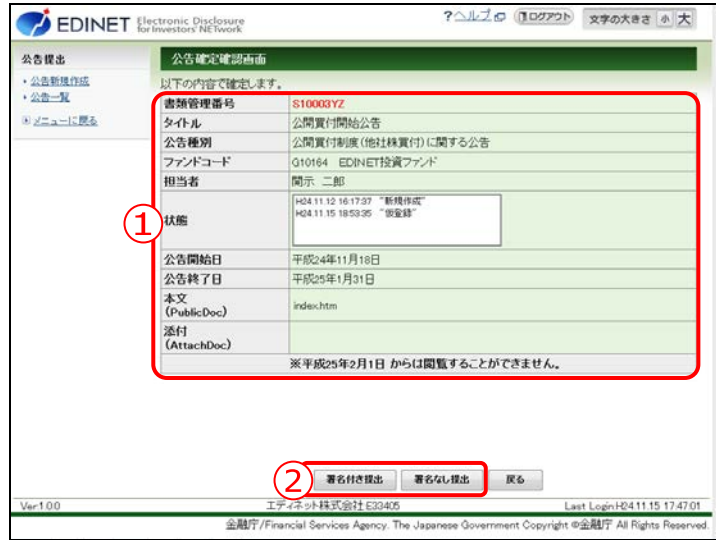 EDINET Electronic Disclosure for Investors' NETwork
?ヘルプ ログアウト 文字の大きさ 小 大
公告提出
・公告新規作成
・公告一覧
メニューに戻る
公告確定確認画面
以下の内容で確定します。
①
書類管理番号 S10003YZ
タイトル 公開買付開始公告
公告種別 公開買付制度(他社株買付)に関する公告
ファンドコード G10164 EDINET投資ファンド
担当者 開示 二郎
状態
H24.11.12 16:17:37 “新規作成”
H24.11.15 18:53:35 “仮登録”
公告開始日 平成24年11月18日
公告終了日 平成25年1月31日
本文
(PublicDoc) index.htm
添付
(AttachDoc)
※平成25年2月1日 からは閲覧することができません。
② 署名付き提出 署名なし提出 戻る
Ver.1.0.0 エディネット株式会社 E33405 Last Login:H24.11.15 17:47:01
金融庁/Financial Services Agency. The Japanese Government Copyright ©金融庁 All Rights Reserved.